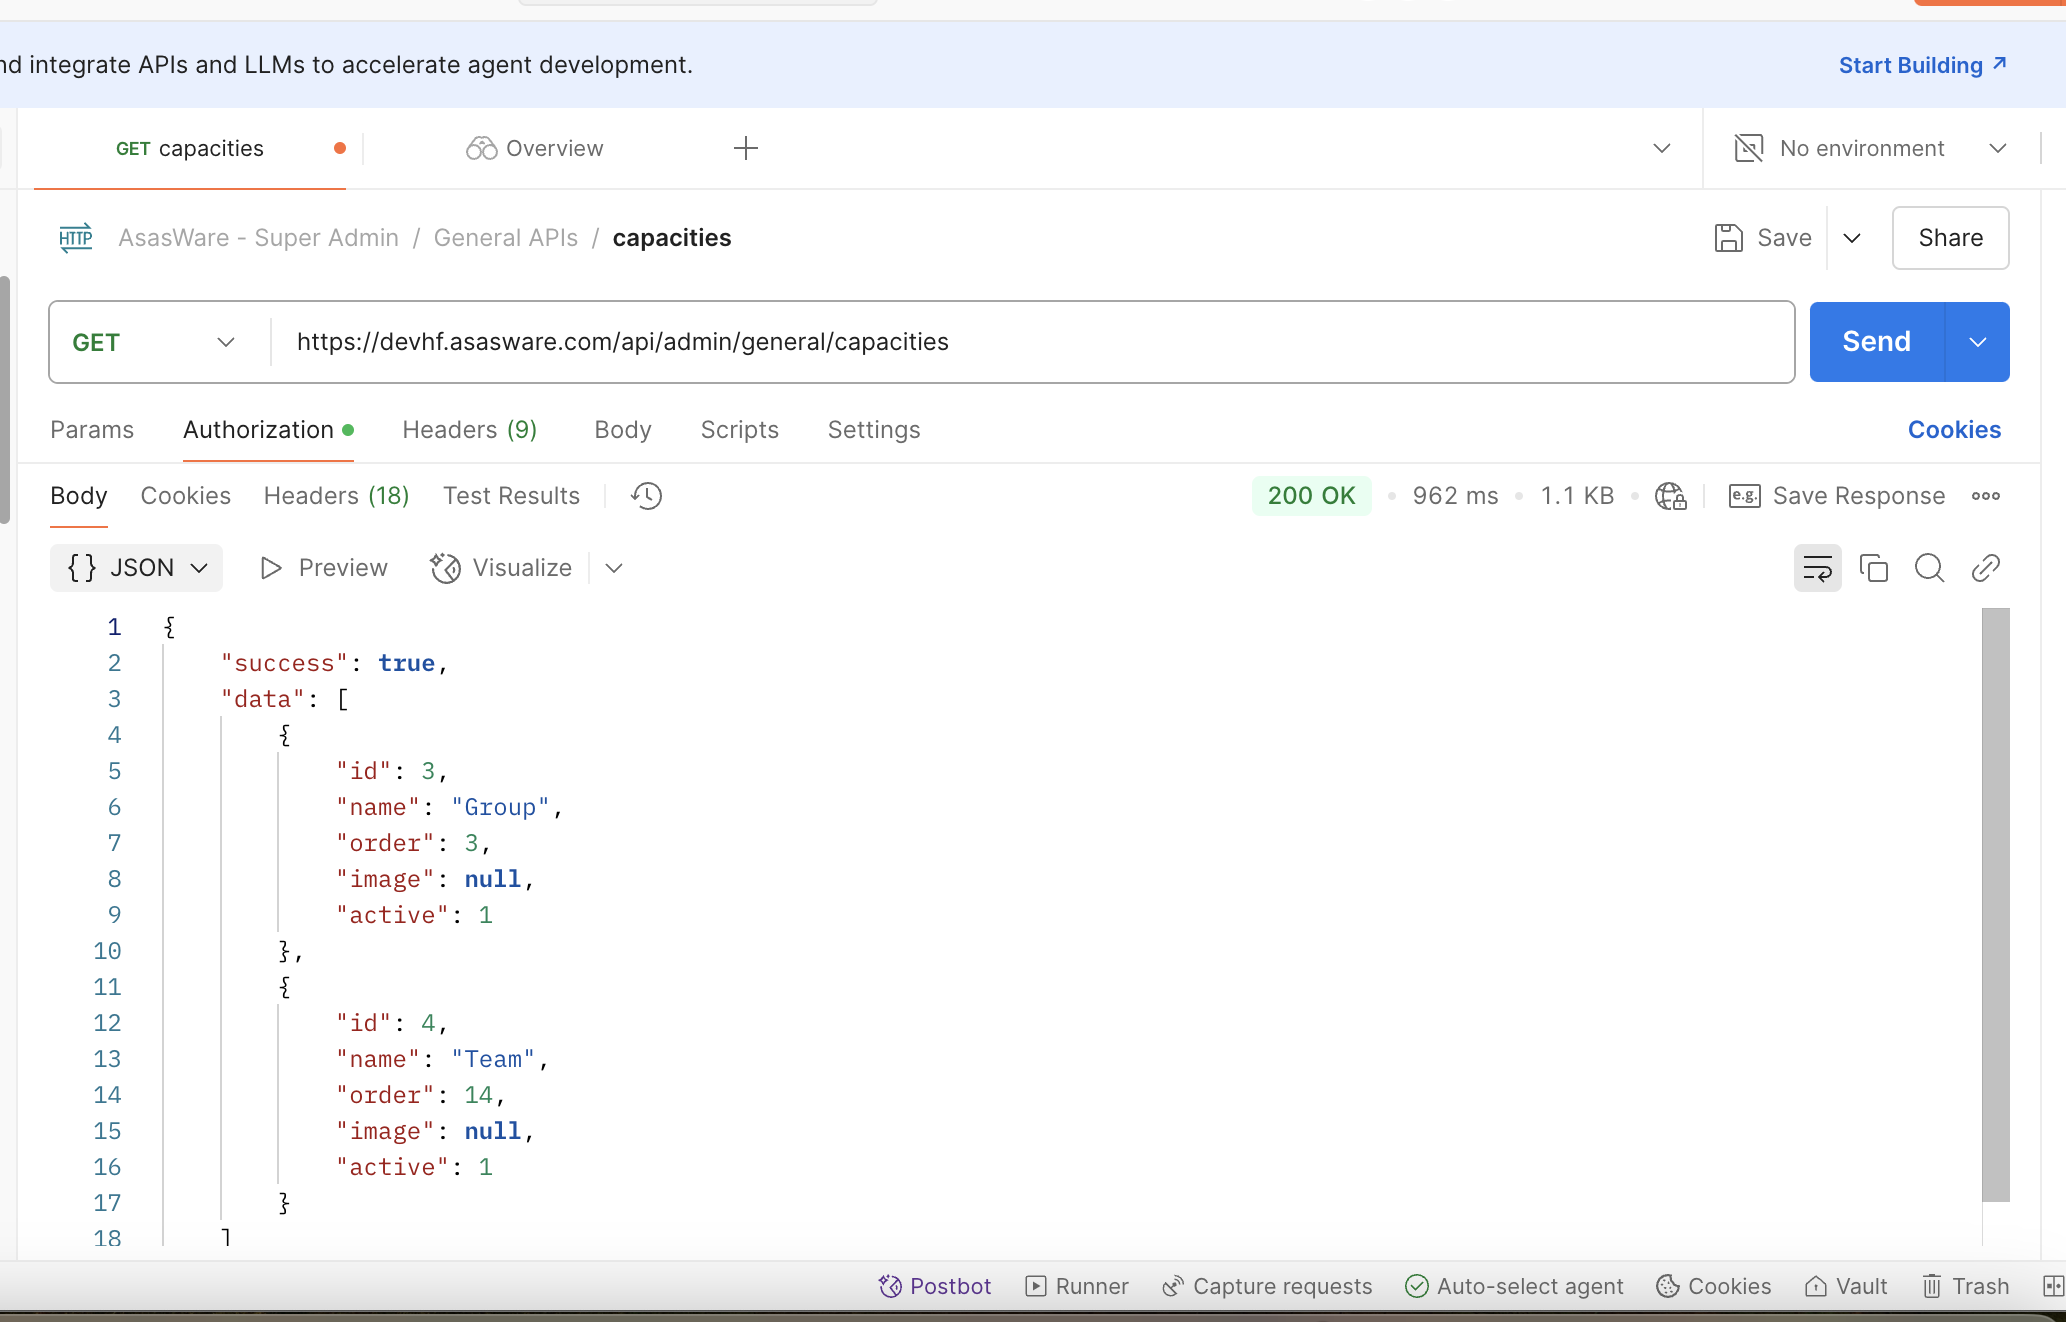 nd integrate APIs and LLMs to accelerate agent development.
Start Building
GET capacities
Overview
No environment
HTTP AsasWare - Super Admin / General APIs / capacities
Save
Share
GET
https://devhf.asasware.com/api/admin/general/capacities
Send
Params Authorization Headers (9) Body Scripts Settings
Cookies
Body Cookies Headers (18) Test Results
200 OK • 962 ms • 1.1 KB •
e.g. Save Response
{} JSON Preview Visualize
1 {
2 "success": true,
3 "data": [
4 {
5 "id": 3,
6 "name": "Group",
7 "order": 3,
8 "image": null,
9 "active": 1
10 },
11 {
12 "id": 4,
13 "name": "Team",
14 "order": 14,
15 "image": null,
16 "active": 1
17 }
18 ]
Postbot Runner Capture requests Auto-select agent Cookies Vault Trash